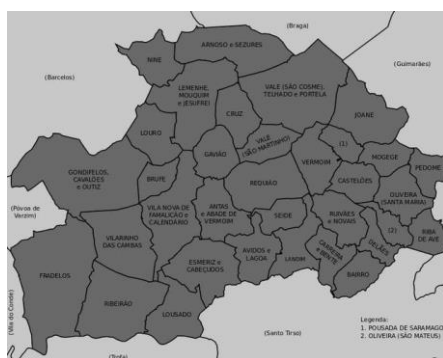 (Braga)
ARNOSO e SEZURES
NINE
(Barcelos)
(Guimarães)
LEMENHE,
MOUQUIM
e JESUFRE
VALE (SÃO COSME),
TELHADO e PORTELA
CRUZ
JOANE
LOURO
VALE
(SÃO MARTINHO)
(1)
GAVIÃO
VERMOIM
MOGEGE
PEDOME
GONDIFELOS,
CAVALÕES
e OUTIZ
BRUFE
REQUIÃO
CASTELÕES
OLIVEIRA
(SANTA MARIA)
(Póvoa de
Verzim)
VILA NOVA DE
FAMALICÃO e
CALENDÁRIO
ANTAS
e ABADE DE
VERMOIM
SEIDE
RUIVÃES
e NOVAIS
(2)
RIBA
DE AVE
DELÃES
VILARINHO
DAS CAMBAS
AVIDOS e
LAGOA
LANDIM
CARREIRA
e BENTE
ESMERIZ e
CABEÇUDOS
FRADELOS
BAIRRO
(Vila do Conde)
RIBEIRÃO
LOUSADO
(Santo Tirso)
(Trofa)
Legenda:
1. POUSADA DE SARAMAGO
2. OLIVEIRA (SÃO MATEUS)